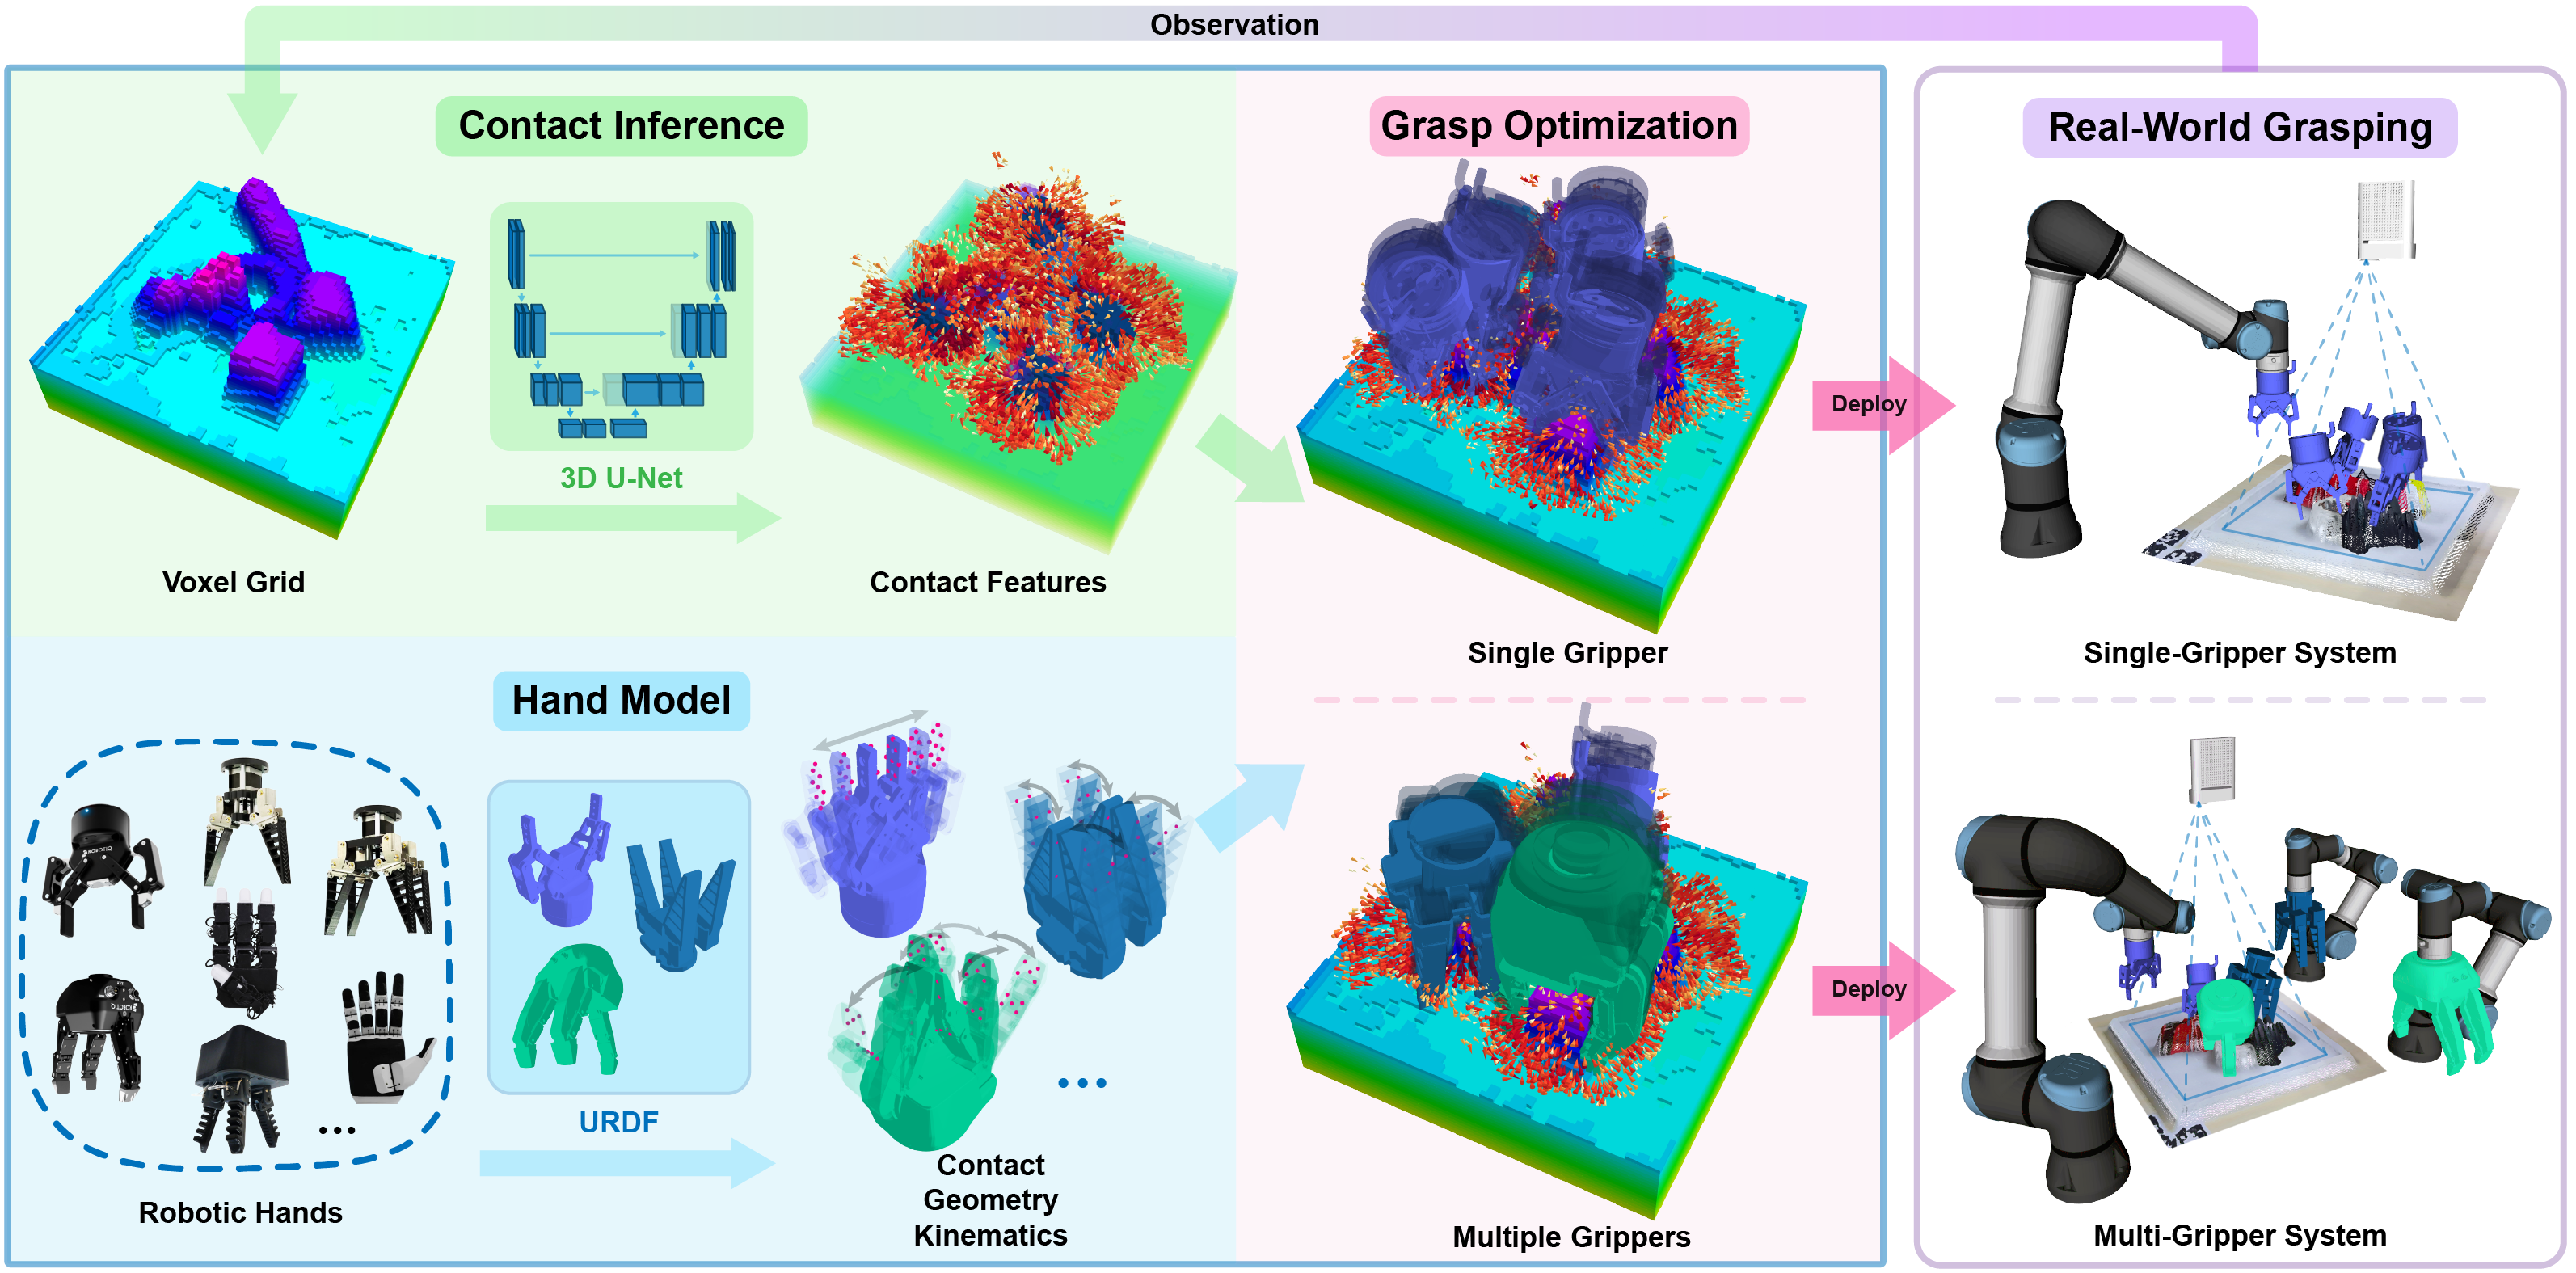 Observation
Contact Inference
Grasp Optimization
Real-World Grasping
3D U-Net
Voxel Grid
Contact Features
Single Gripper
Deploy
Single-Gripper System
Hand Model
URDF
Robotic Hands
...
Contact
Geometry
Kinematics
...
Multiple Grippers
Deploy
Multi-Gripper System